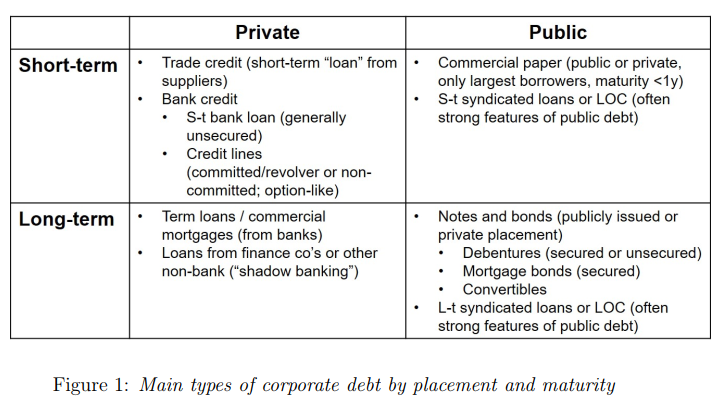 Private
Public
Short-term
• Trade credit (short-term “loan” from
suppliers)
• Bank credit
• S-t bank loan (generally
unsecured)
• Credit lines
(committed/revolver or non-
committed; option-like)
• Commercial paper (public or private,
only largest borrowers, maturity <1y)
• S-t syndicated loans or LOC (often
strong features of public debt)
Long-term
• Term loans / commercial
mortgages (from banks)
• Loans from finance co’s or other
non-bank (“shadow banking”)
• Notes and bonds (publicly issued or
private placement)
• Debentures (secured or unsecured)
• Mortgage bonds (secured)
• Convertibles
• L-t syndicated loans or LOC (often
strong features of public debt)
Figure 1: Main types of corporate debt by placement and maturity